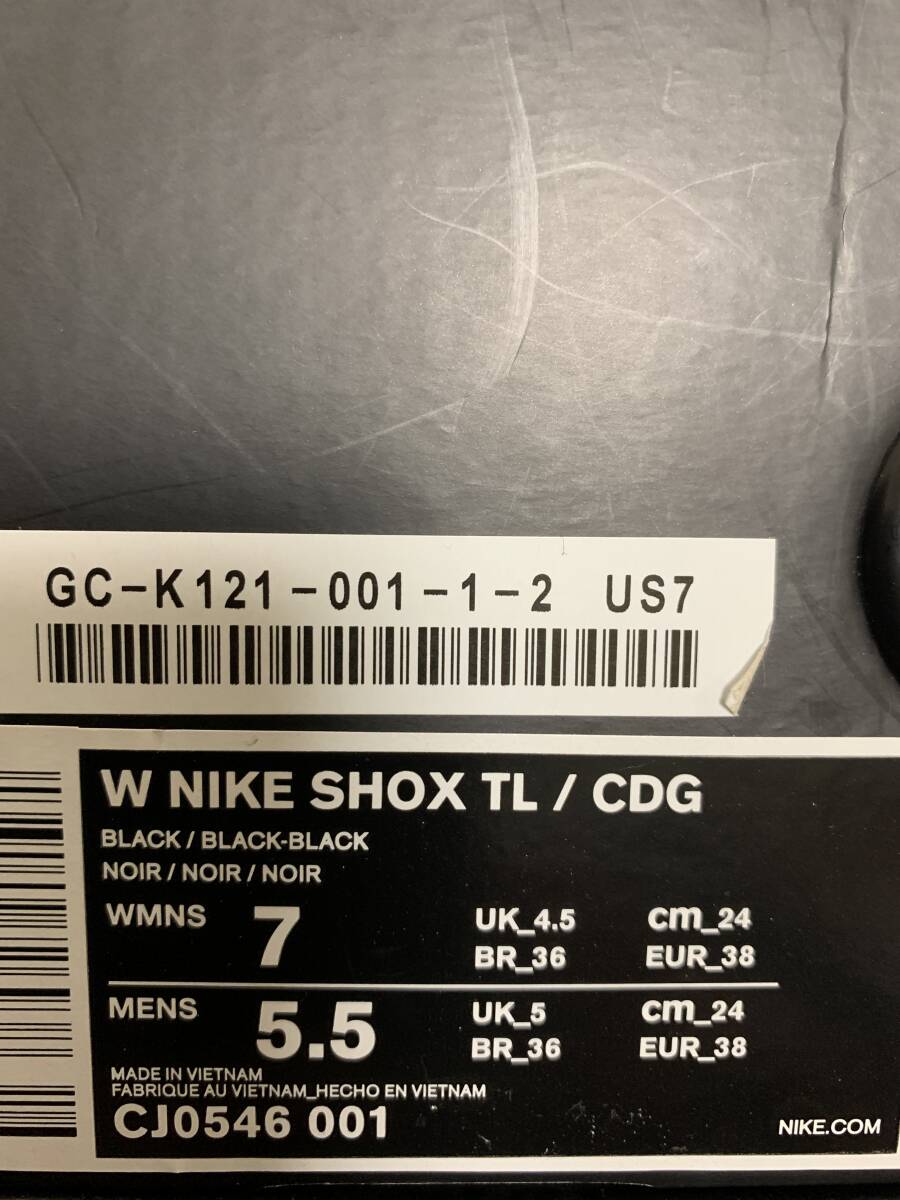 GC-K121-001-1-2 US7
W NIKE SHOX TL / CDG
BLACK / BLACK-BLACK
NOIR / NOIR / NOIR
WMNS 7 UK_4.5 cm_24
BR_36 EUR_38
MENS 5.5 UK_5 cm_24
BR_36 EUR_38
MADE IN VIETNAM
FABRIQUE AU VIETNAM_HECHO EN VIETNAM
CJ0546 001
NIKE.COM